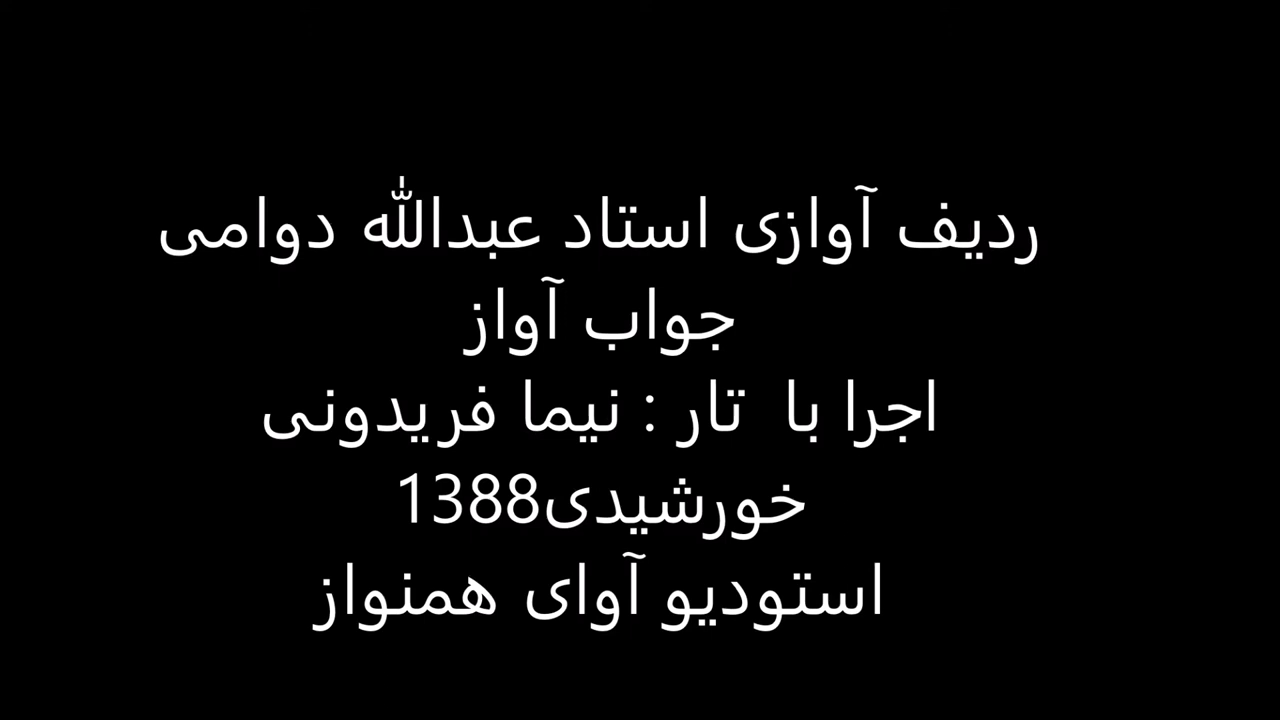 ردیف آوازی استاد عبدالله دوامی
جواب آواز
اجرا با  تار : نیما فریدونی
خورشیدی1388
استودیو آوای همنواز